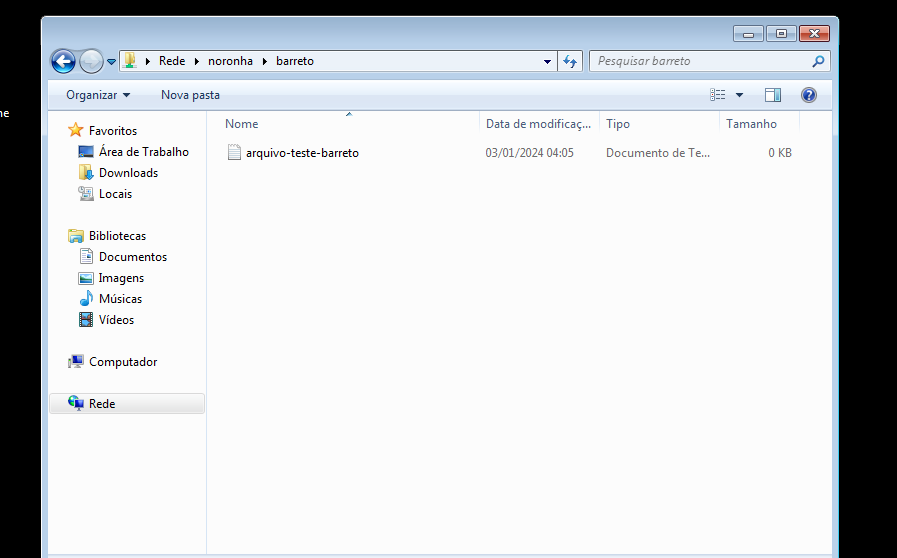 Rede noronha barreto
Pesquisar barreto
Organizar Nova pasta
ne
Nome Data de modificaç... Tipo Tamanho
Favoritos
Área de Trabalho
Downloads
Locais
Bibliotecas
Documentos
Imagens
Músicas
Vídeos
Computador
Rede
arquivo-teste-barreto 03/01/2024 04:05 Documento de Te... 0 KB